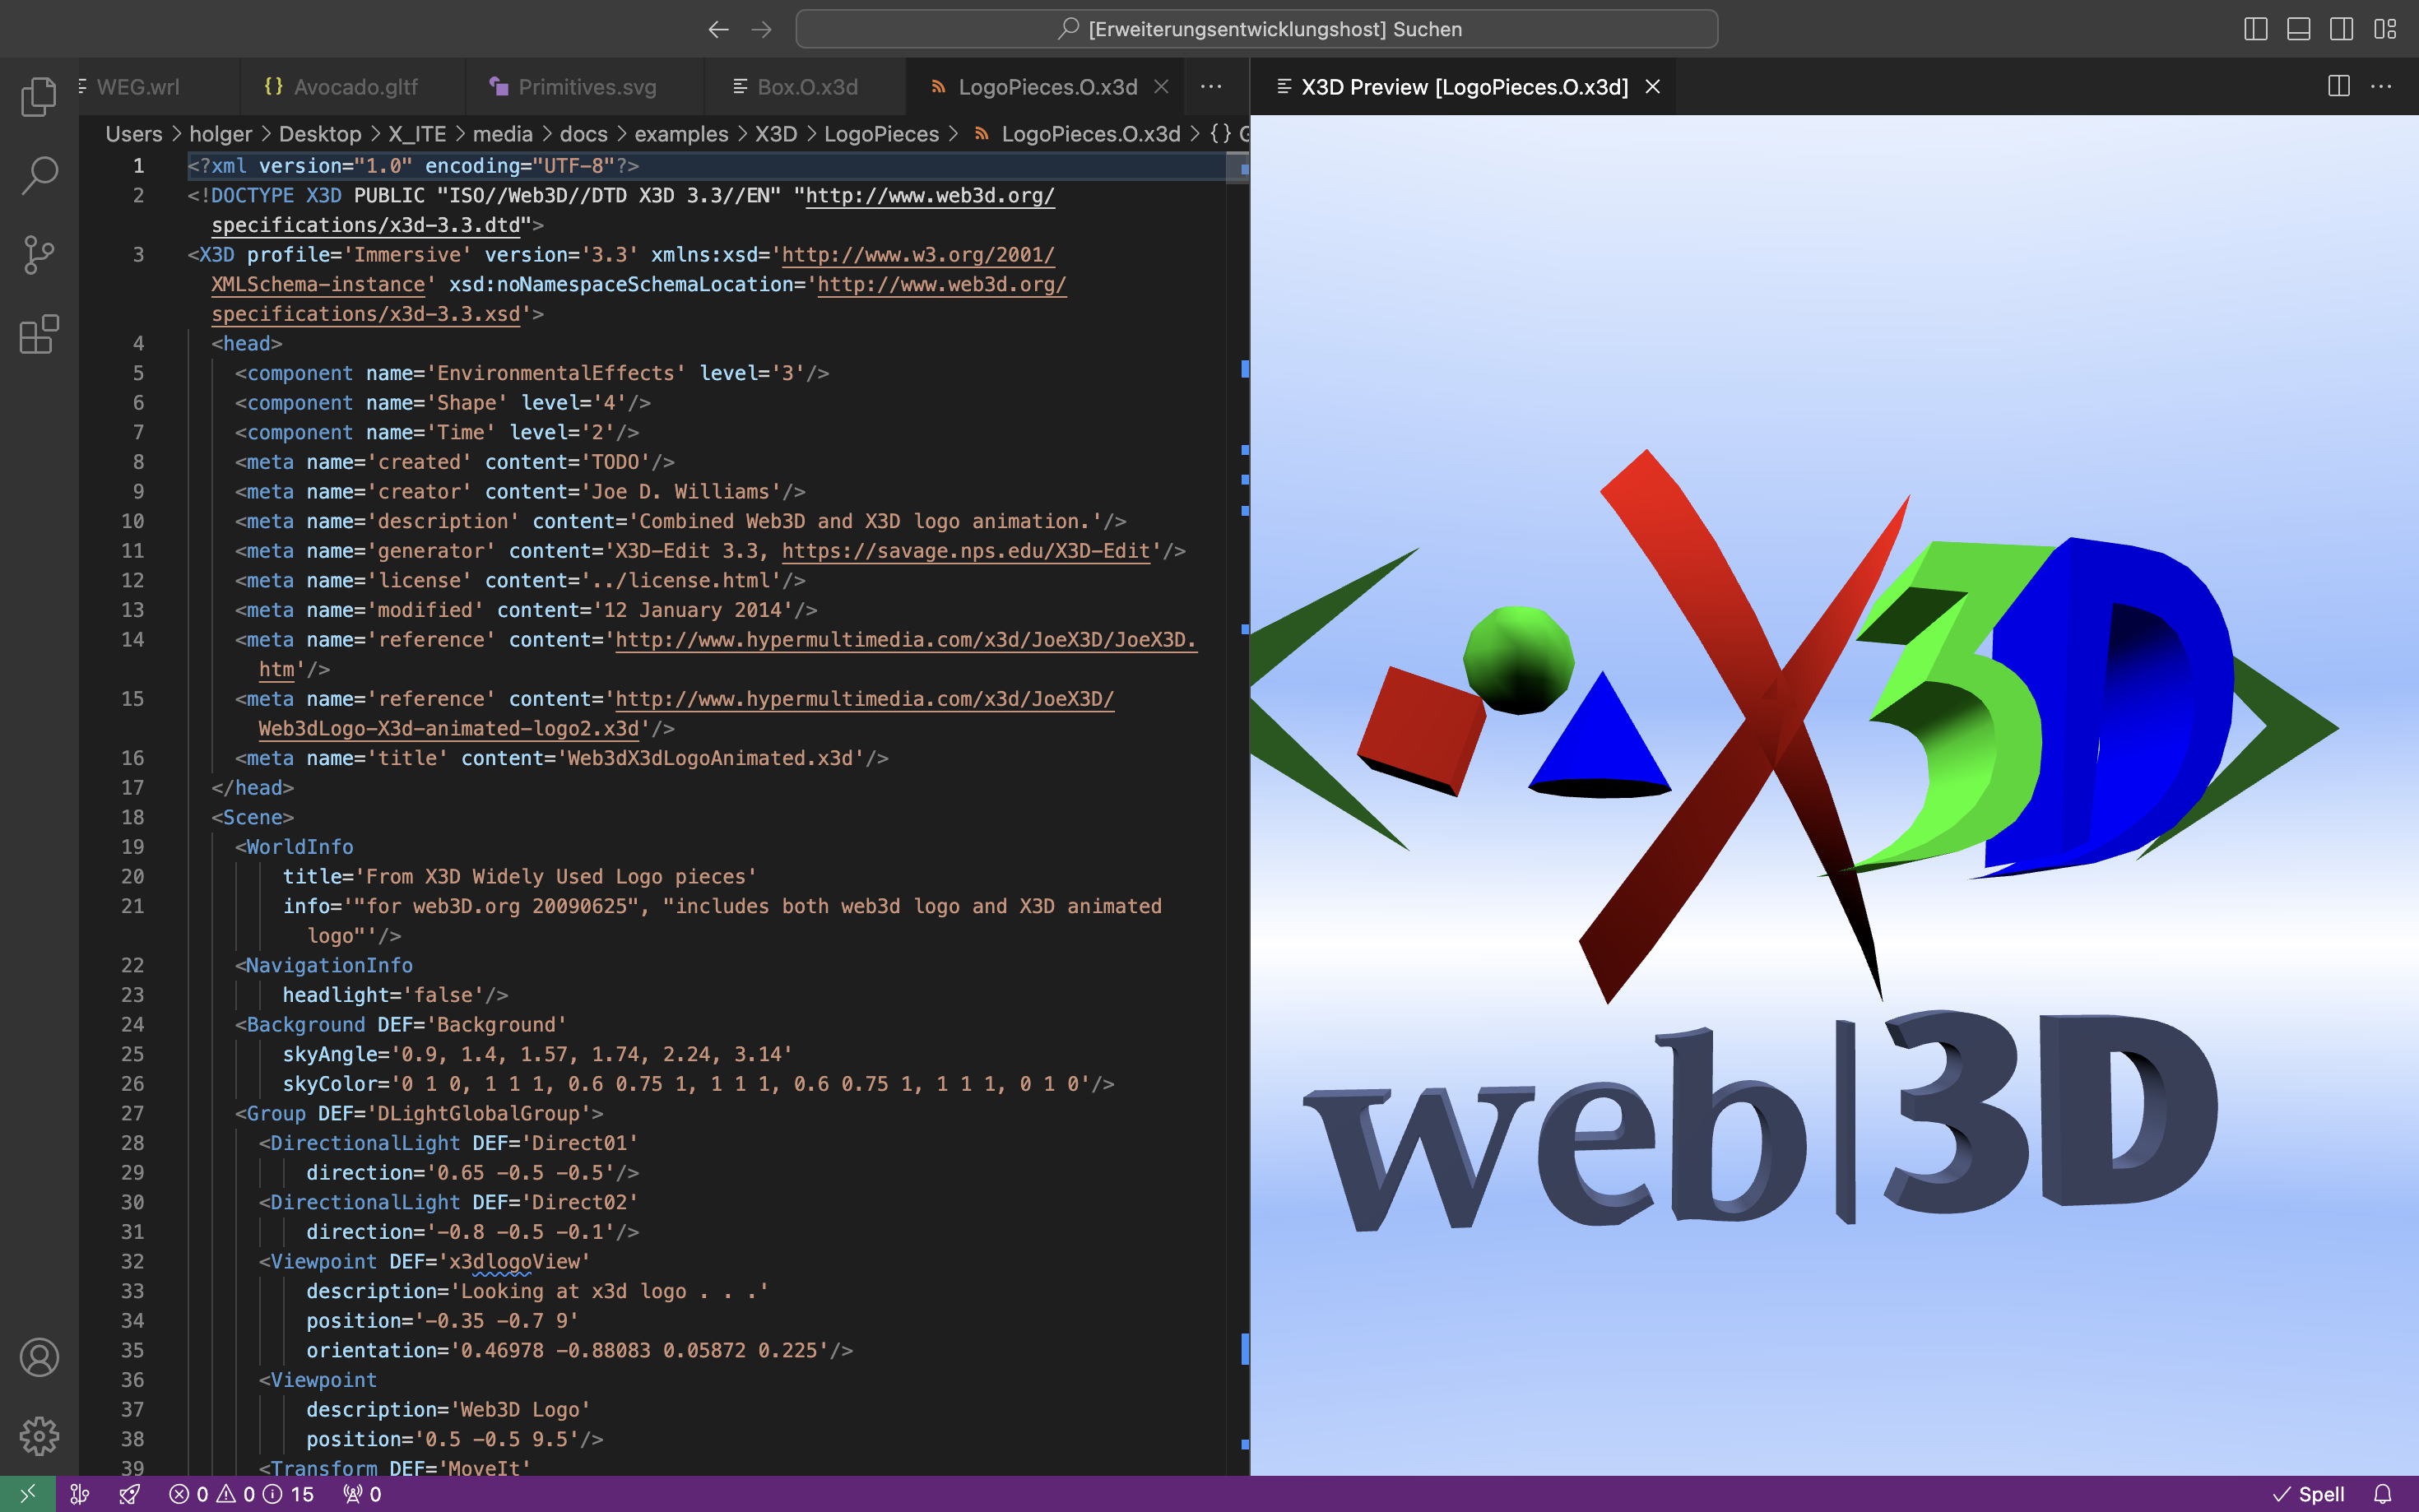 [Erweiterungsentwicklungshost] Suchen
WEG.wrl
{} Avocado.gltf
Primitives.svg
Box.O.x3d
LogoPieces.O.x3d
X3D Preview [LogoPieces.O.x3d]
Users > holger > Desktop > X_ITE > media > docs > examples > X3D > LogoPieces > LogoPieces.O.x3d > {}
1 <?xml version="1.0" encoding="UTF-8"?>
2 <!DOCTYPE X3D PUBLIC "ISO//Web3D//DTD X3D 3.3//EN" "http://www.web3d.org/
specifications/x3d-3.3.dtd">
3 <X3D profile='Immersive' version='3.3' xmlns:xsd='http://www.w3.org/2001/
XMLSchema-instance' xsd:noNamespaceSchemaLocation='http://www.web3d.org/
specifications/x3d-3.3.xsd'>
4 <head>
5 <component name='EnvironmentalEffects' level='3'/>
6 <component name='Shape' level='4'/>
7 <component name='Time' level='2'/>
8 <meta name='created' content='TODO'/>
9 <meta name='creator' content='Joe D. Williams'/>
10 <meta name='description' content='Combined Web3D and X3D logo animation.'/>
11 <meta name='generator' content='X3D-Edit 3.3, https://savage.nps.edu/X3D-Edit'/>
12 <meta name='license' content='../license.html'/>
13 <meta name='modified' content='12 January 2014'/>
14 <meta name='reference' content='http://www.hypermultimedia.com/x3d/JoeX3D/JoeX3D.
htm'/>
15 <meta name='reference' content='http://www.hypermultimedia.com/x3d/JoeX3D/
Web3dLogo-X3d-animated-logo2.x3d'/>
16 <meta name='title' content='Web3dX3dLogoAnimated.x3d'/>
17 </head>
18 <Scene>
19 <WorldInfo
20 title='From X3D Widely Used Logo pieces'
21 info='"for web3D.org 20090625", "includes both web3d logo and X3D animated
logo"'/>
22 <NavigationInfo
23 headlight='false'/>
24 <Background DEF='Background'
25 skyAngle='0.9, 1.4, 1.57, 1.74, 2.24, 3.14'
26 skyColor='0 1 0, 1 1 1, 0.6 0.75 1, 1 1 1, 0.6 0.75 1, 1 1 1, 0 1 0'/>
27 <Group DEF='DLightGlobalGroup'>
28 <DirectionalLight DEF='Direct01'
29 direction='0.65 -0.5 -0.5'/>
30 <DirectionalLight DEF='Direct02'
31 direction='-0.8 -0.5 -0.1'/>
32 <Viewpoint DEF='x3dlogoView'
33 description='Looking at x3d logo . . .'
34 position='-0.35 -0.7 9'
35 orientation='0.46978 -0.88083 0.05872 0.225'/>
36 <Viewpoint
37 description='Web3D Logo'
38 position='0.5 -0.5 9.5'/>
39 <Transform DEF='MoveIt'
X3D
web|3D
0 0 15 0
Spell